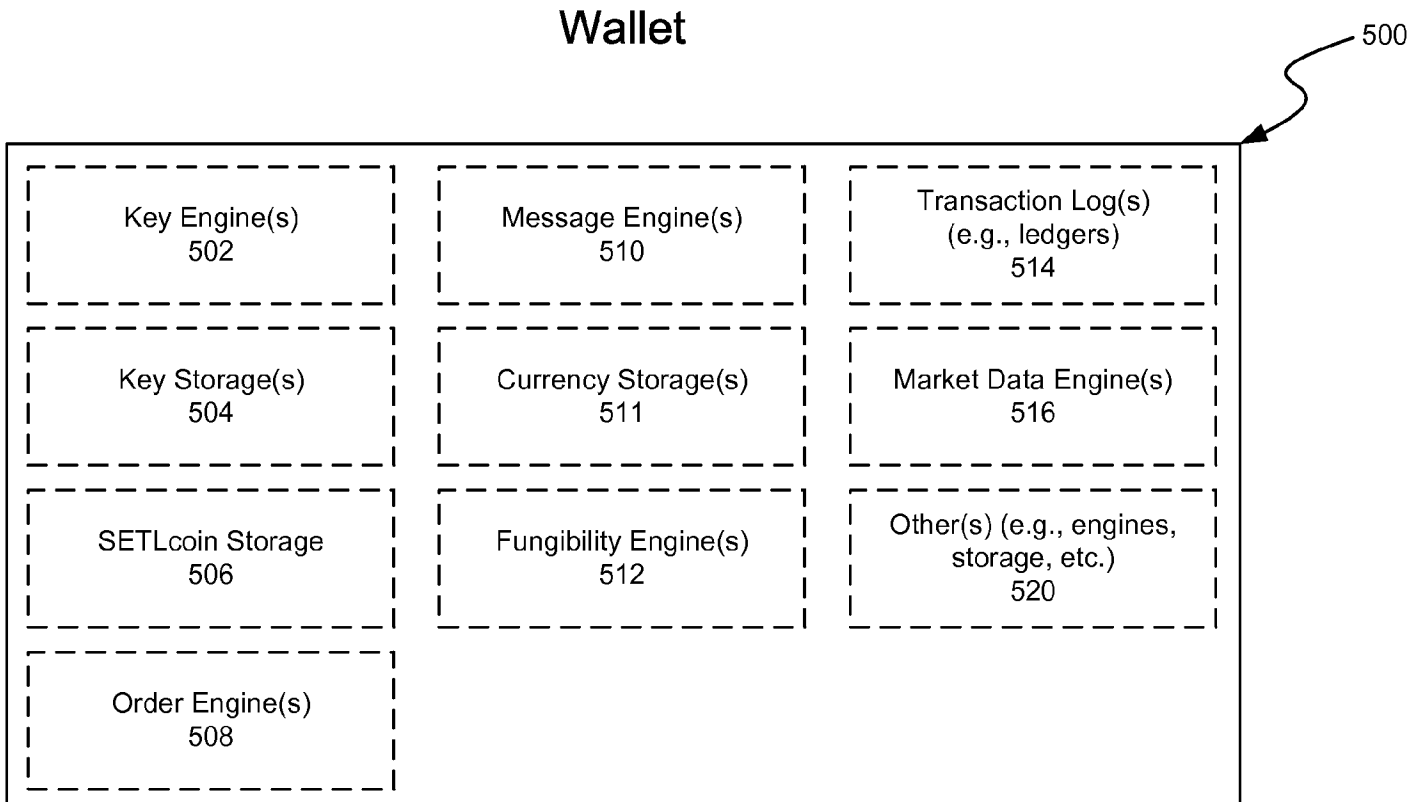 Wallet
500
Key Engine(s)
502
Message Engine(s)
510
Transaction Log(s)
(e.g., ledgers)
514
Key Storage(s)
504
Currency Storage(s)
511
Market Data Engine(s)
516
SETLcoin Storage
506
Fungibility Engine(s)
512
Other(s) (e.g., engines,
storage, etc.)
520
Order Engine(s)
508